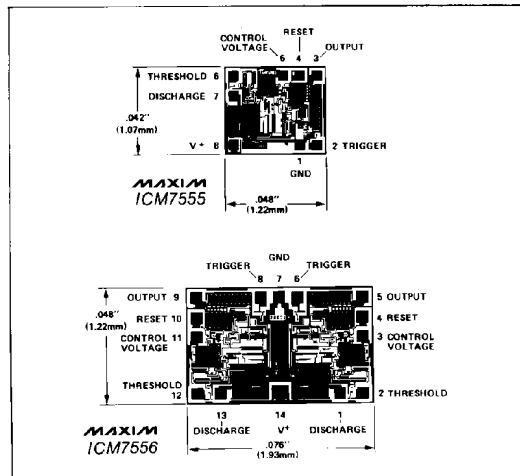 RESET
CONTROL
VOLTAGE 6 4 3 OUTPUT
THRESHOLD 6
DISCHARGE 7
.042"
(1.07mm)
V+ 8
2 TRIGGER
1
GND
MAXIM
ICM7555
.048"
(1.22mm)
GND
TRIGGER TRIGGER
8 7 6
OUTPUT 9
5 OUTPUT
RESET 10
4 RESET
.048"
(1.22mm)
CONTROL 11
VOLTAGE
3 CONTROL
VOLTAGE
THRESHOLD
12
2 THRESHOLD
13 14 1
DISCHARGE V+ DISCHARGE
MAXIM
ICM7556
.076"
(1.93mm)